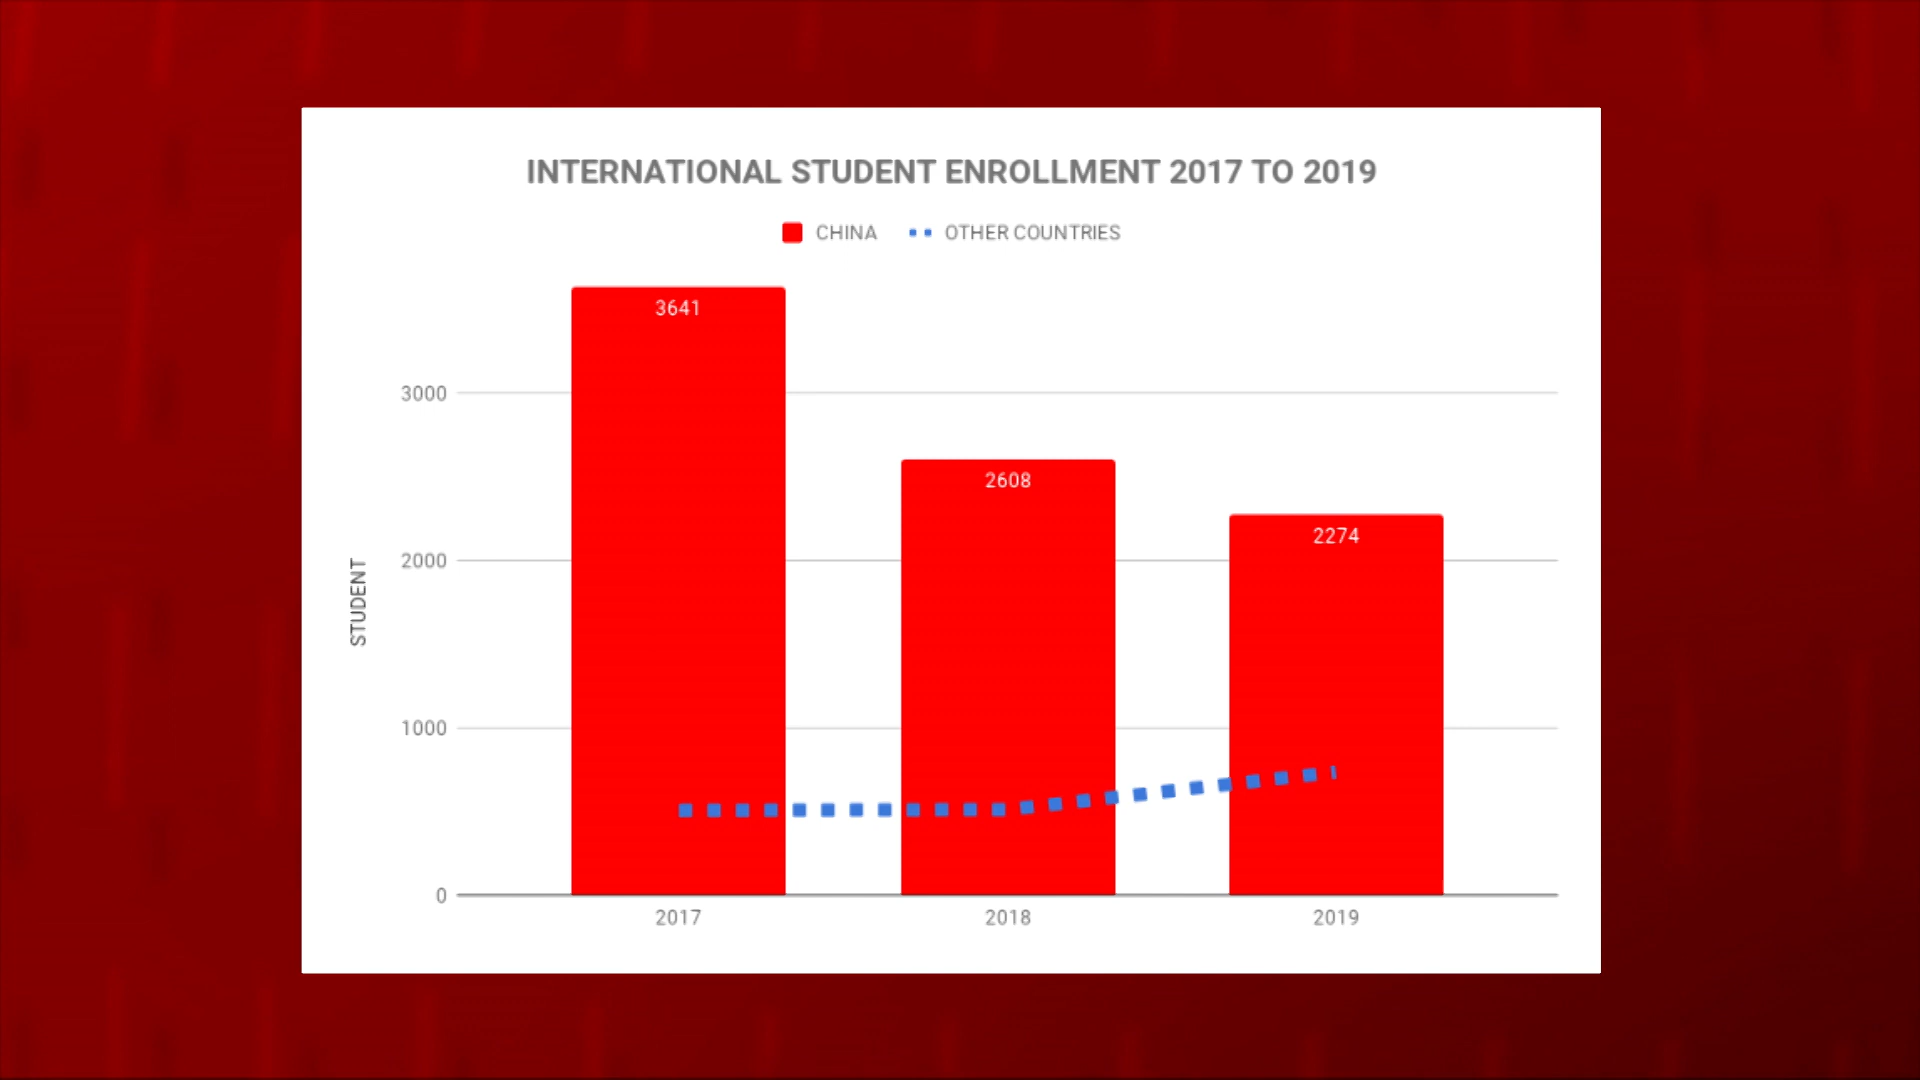 INTERNATIONAL STUDENT ENROLLMENT 2017 TO 2019
CHINA OTHER COUNTRIES
3641
3000
2608
2274
2000
STUDENT
1000
0
2017 2018 2019